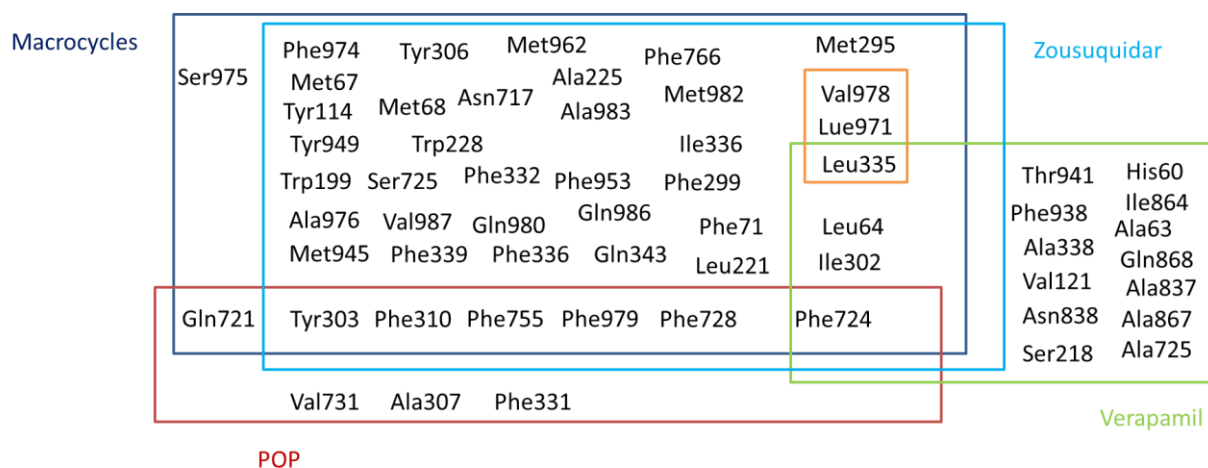 Macrocycles
Zousuquidar
Phe974 Tyr306 Met962 Phe766 Met295
Ser975 Met67 Ala225
Tyr114 Met68 Asn717 Ala983 Met982 Val978
Lue971
Tyr949 Trp228 Ile336
Leu335
Trp199 Ser725 Phe332 Phe953 Phe299
Thr941 His60
Ala976 Val987 Gln980 Gln986 Phe71 Leu64
Phe938 Ile864
Ala63
Met945 Phe339 Phe336 Gln343 Leu221 Ile302
Ala338 Gln868
Val121 Ala837
Gln721 Tyr303 Phe310 Phe755 Phe979 Phe728 Phe724
Asn838 Ala867
Ser218 Ala725
Val731 Ala307 Phe331
Verapamil
POP